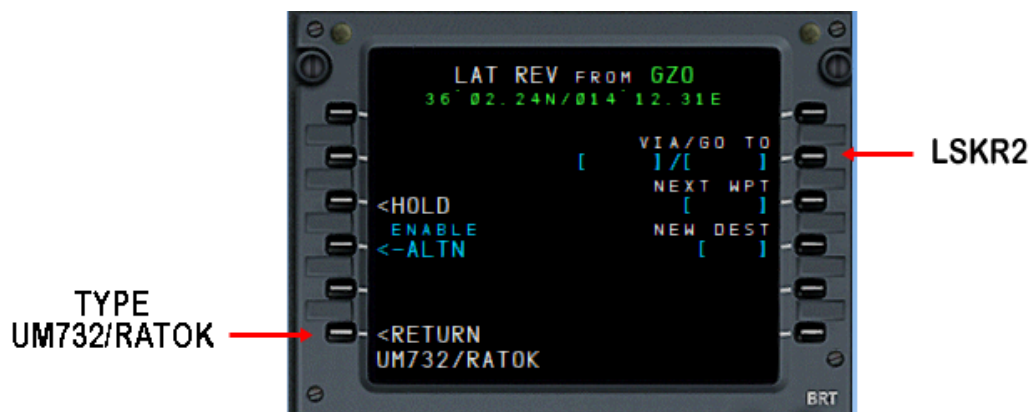 LAT REV FROM GZO
36°02.24N/014°12.31E
VIA/GO TO
[ ]/[ ]
NEXT WPT
<HOLD [ ]
ENABLE NEW DEST
<-ALTN [ ]
<RETURN
UM732/RATOK
BRT
LSKR2
TYPE
UM732/RATOK